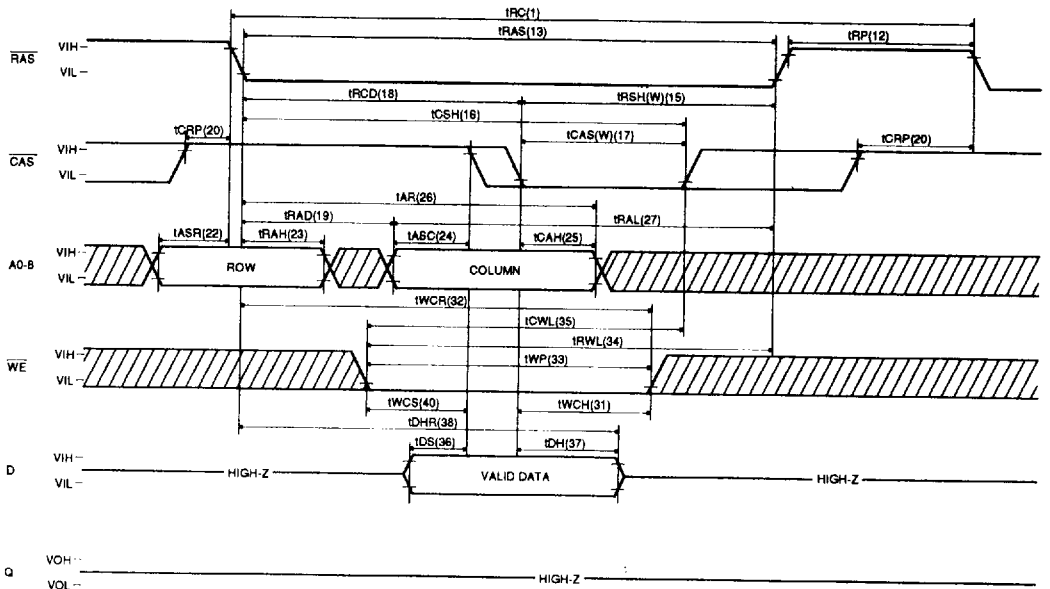 tRC(1)
tRAS(13)
tRP(12)
RAS
VIH
VIL
tRCD(18)
tRSH(W)(15)
tCSH(16)
tCRP(20)
tCAS(W)(17)
tCRP(20)
CAS
VIH
VIL
tAR(26)
tRAD(19)
tRAL(27)
tASR(22)
tRAH(23)
tASC(24)
tCAH(25)
A0-B
VIH
VIL
ROW
COLUMN
tWCR(32)
tCWL(35)
tRWL(34)
WE
VIH
VIL
tWP(33)
tWCS(40)
tWCH(31)
tDHR(38)
tDS(36)
tDH(37)
D
VIH
VIL
HIGH-Z
VALID DATA
HIGH-Z
Q
VOH
VOL
HIGH-Z